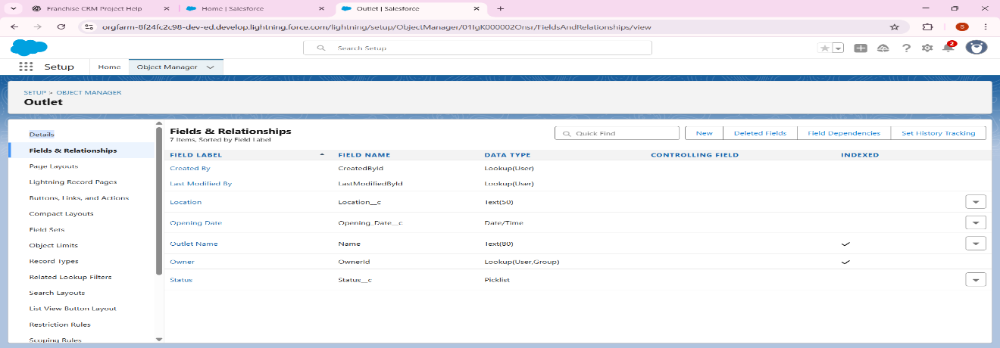 Franchise CRM Project Help
Home | Salesforce
Outlet | Salesforce
orgfarm-8f24fc2c98-dev-ed.develop.lightning.force.com/lightning/setup/ObjectManager/01IgK000002Onsr/FieldsAndRelationships/view
S
Search Setup
2
Setup
Home
Object Manager
SETUP > OBJECT MANAGER
Outlet
Details
Fields & Relationships
Page Layouts
Lightning Record Pages
Buttons, Links, and Actions
Compact Layouts
Field Sets
Object Limits
Record Types
Related Lookup Filters
Search Layouts
List View Button Layout
Restriction Rules
Scoping Rules
Fields & Relationships
7 Items, Sorted by Field Label
Quick Find
New Deleted Fields Field Dependencies Set History Tracking
FIELD LABEL FIELD NAME DATA TYPE CONTROLLING FIELD INDEXED
Created By CreatedById Lookup(User)
Last Modified By LastModifiedById Lookup(User)
Location Location__c Text(50)
Opening Date Opening_Date__c Date/Time
Outlet Name Name Text(80)
Owner OwnerId Lookup(User,Group)
Status Status__c Picklist